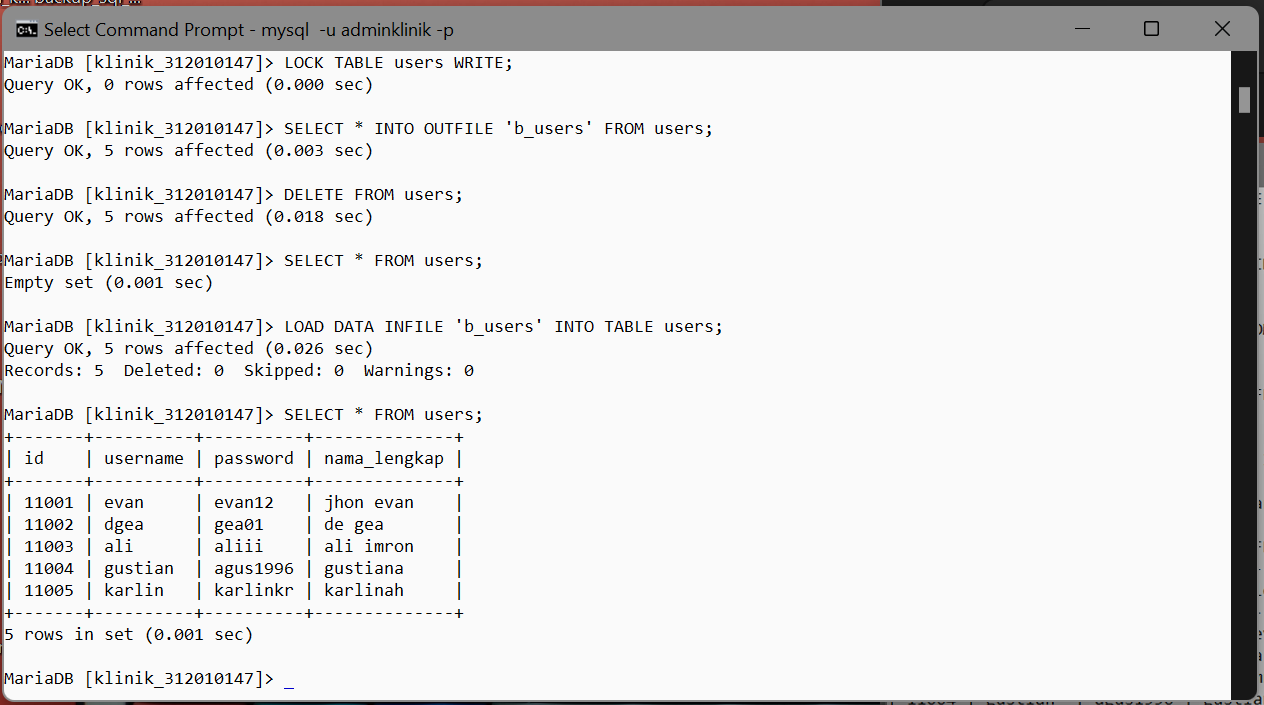 Select Command Prompt - mysql  -u adminklinik -p
MariaDB [klinik_312010147]> LOCK TABLE users WRITE;
Query OK, 0 rows affected (0.000 sec)
MariaDB [klinik_312010147]> SELECT * INTO OUTFILE 'b_users' FROM users;
Query OK, 5 rows affected (0.003 sec)
MariaDB [klinik_312010147]> DELETE FROM users;
Query OK, 5 rows affected (0.018 sec)
MariaDB [klinik_312010147]> SELECT * FROM users;
Empty set (0.001 sec)
MariaDB [klinik_312010147]> LOAD DATA INFILE 'b_users' INTO TABLE users;
Query OK, 5 rows affected (0.026 sec)
Records: 5  Deleted: 0  Skipped: 0  Warnings: 0
MariaDB [klinik_312010147]> SELECT * FROM users;
+-------+----------+----------+--------------+
| id    | username | password | nama_lengkap |
+-------+----------+----------+--------------+
| 11001 | evan     | evan12   | jhon evan    |
| 11002 | dgea     | gea01    | de gea       |
| 11003 | ali      | aliii    | ali imron    |
| 11004 | gustian  | agus1996 | gustiana     |
| 11005 | karlin   | karlinkr | karlinah     |
+-------+----------+----------+--------------+
5 rows in set (0.001 sec)
MariaDB [klinik_312010147]> _